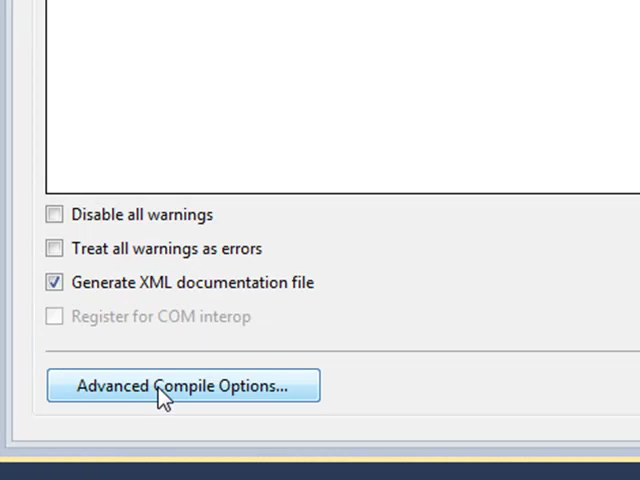 Disable all warnings
Treat all warnings as errors
Generate XML documentation file
Register for COM interop
Advanced Compile Options...